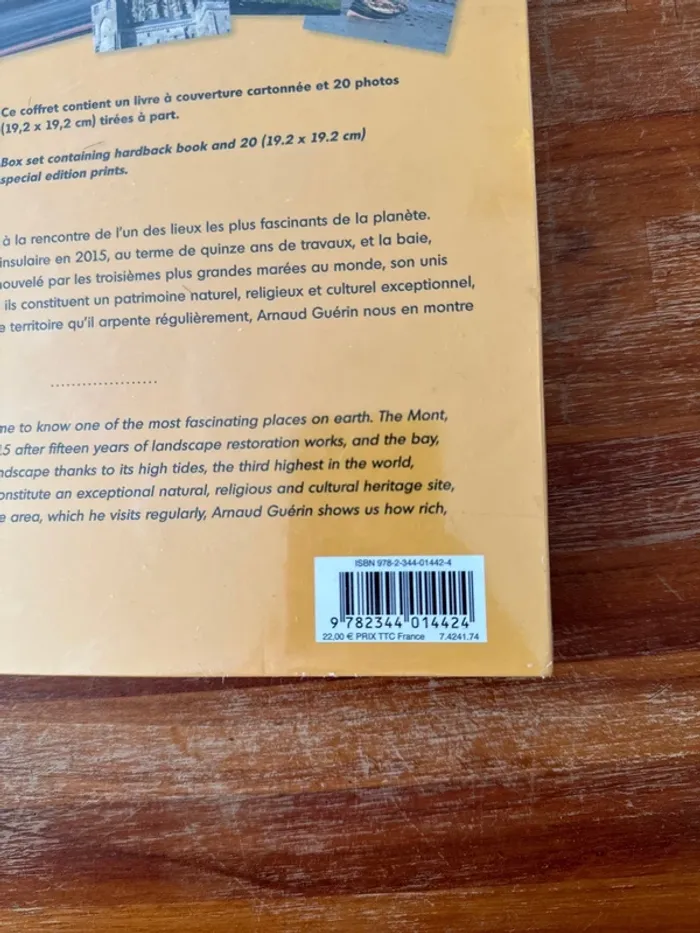 Ce coffret contient un livre à couverture cartonnée et 20 photos
(19,2 x 19,2 cm) tirées à part.
Box set containing hardback book and 20 (19.2 x 19.2 cm)
special edition prints.
à la rencontre de l'un des lieux les plus fascinants de la planète.
insulaire en 2015, au terme de quinze ans de travaux, et la baie,
par les troisièmes plus grandes marées au monde, son unis
ils constituent un patrimoine naturel, religieux et culturel exceptionnel,
territoire qu'il arpente régulièrement, Arnaud Guérin nous en montre
to know one of the most fascinating places on earth. The Mont,
after fifteen years of landscape restoration works, and the bay,
thanks to its high tides, the third highest in the world,
an exceptional natural, religious and cultural heritage site,
area, which he visits regularly, Arnaud Guérin shows us how rich,
ISBN 978-2-344-01442-4
9 782344 014424
22,00 € PRIX TTC France 7.4241.74